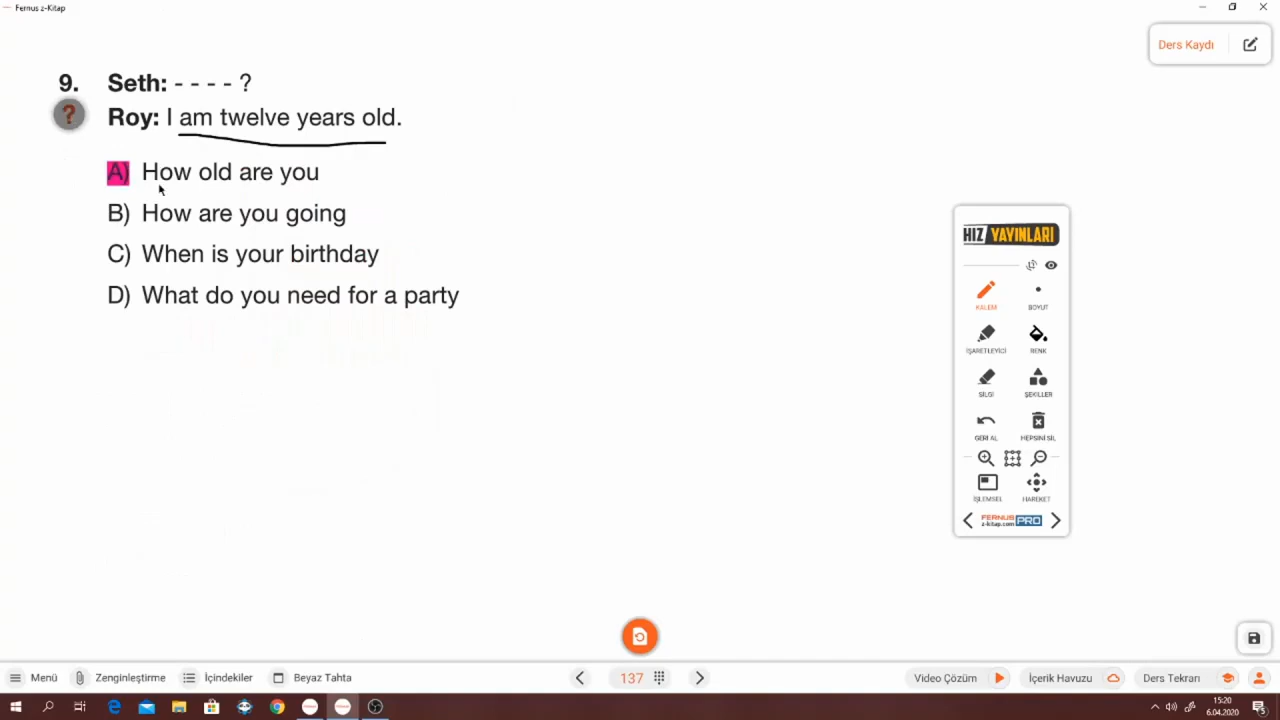 Fernus z-Kitap
Ders Kaydı
9. Seth: - - - - ?
? Roy: I am twelve years old.
A) How old are you
B) How are you going
C) When is your birthday
D) What do you need for a party
HIZ YAYINLARI
KALEM BOYUT
İŞARETLEYİCİ RENK
SİLGİ ŞEKİLLER
GERİ AL HEPSİNİ SİL
İŞLEMSEL HAREKET
FERNUS z-kitap.com PRO
Menü Zenginleştirme İçindekiler Beyaz Tahta 137 Video Çözüm İçerik Havuzu Ders Tekrarı
15:20
6.04.2020
5